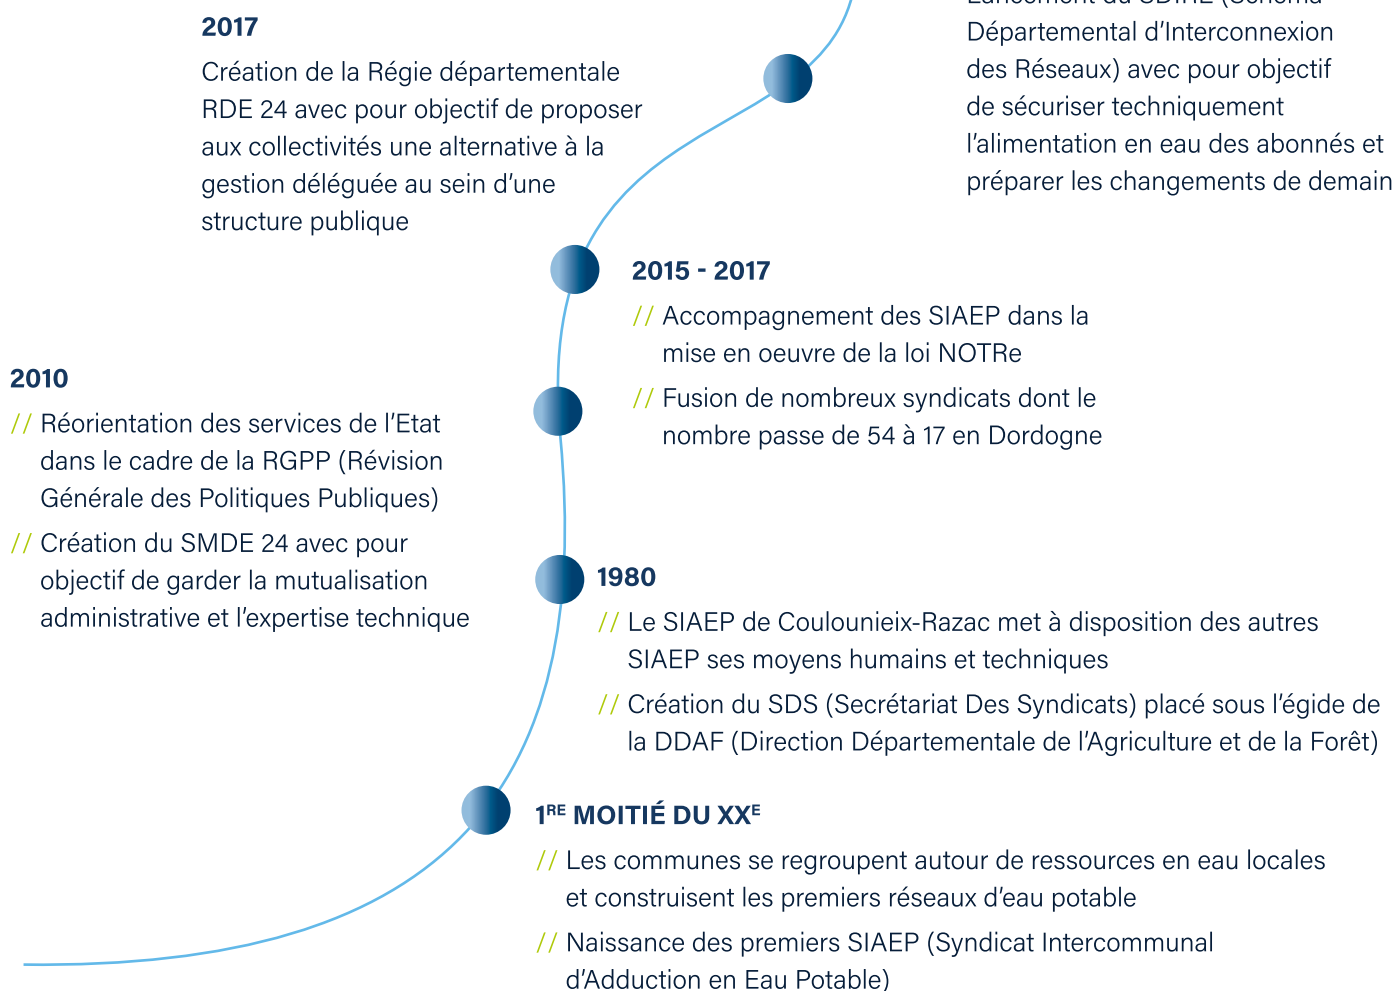 2017
Création de la Régie départementale
RDE 24 avec pour objectif de proposer
aux collectivités une alternative à la
gestion déléguée au sein d’une
structure publique
Départemental d’Interconnexion
des Réseaux) avec pour objectif
de sécuriser techniquement
l’alimentation en eau des abonnés et
préparer les changements de demain
2015 - 2017
// Accompagnement des SIAEP dans la
mise en oeuvre de la loi NOTRe
// Fusion de nombreux syndicats dont le
nombre passe de 54 à 17 en Dordogne
2010
// Réorientation des services de l’Etat
dans le cadre de la RGPP (Révision
Générale des Politiques Publiques)
// Création du SMDE 24 avec pour
objectif de garder la mutualisation
administrative et l’expertise technique
1980
// Le SIAEP de Coulounieix-Razac met à disposition des autres
SIAEP ses moyens humains et techniques
// Création du SDS (Secrétariat Des Syndicats) placé sous l’égide de
la DDAF (Direction Départementale de l’Agriculture et de la Forêt)
1RE MOITIÉ DU XXE
// Les communes se regroupent autour de ressources en eau locales
et construisent les premiers réseaux d’eau potable
// Naissance des premiers SIAEP (Syndicat Intercommunal
d’Adduction en Eau Potable)